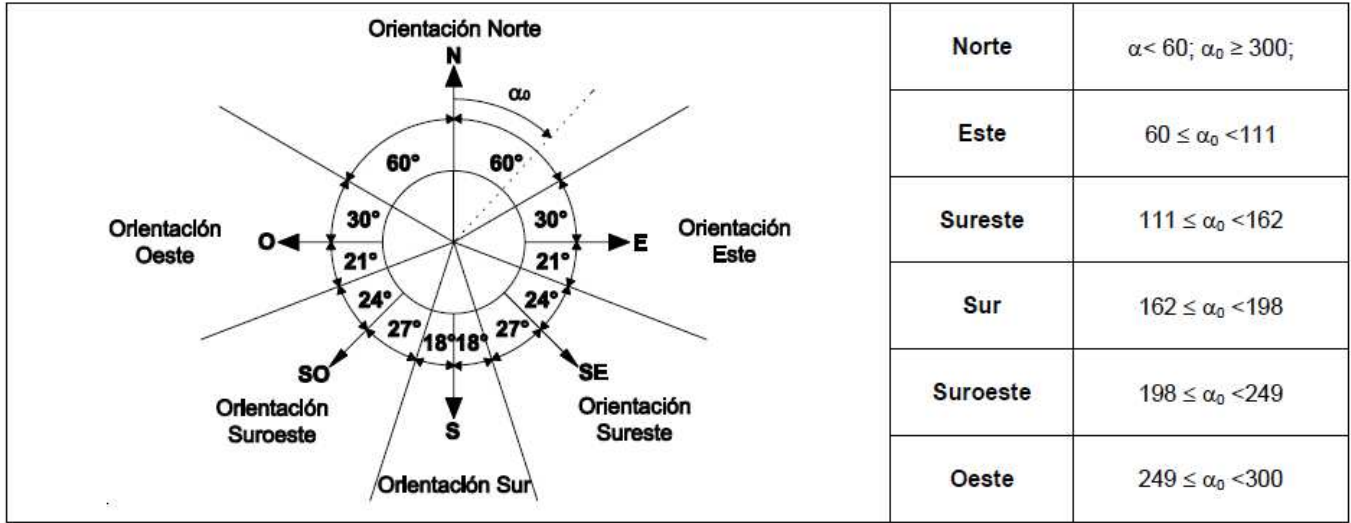 Orientación Norte
N
α₀
60° 60°
30° 30°
Orientación
Oeste
O
E
Orientación
Este
21° 21°
24° 24°
27° 27°
18° 18°
SO
SE
Orientación
Suroeste
S
Orientación
Sureste
Orientación Sur
Norte α< 60; α₀ ≥ 300;
Este 60 ≤ α₀ <111
Sureste 111 ≤ α₀ <162
Sur 162 ≤ α₀ <198
Suroeste 198 ≤ α₀ <249
Oeste 249 ≤ α₀ <300